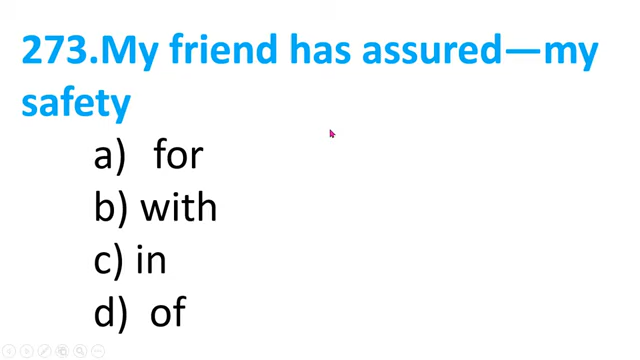 273.My friend has assured—my
safety
a) for
b) with
c) in
d) of